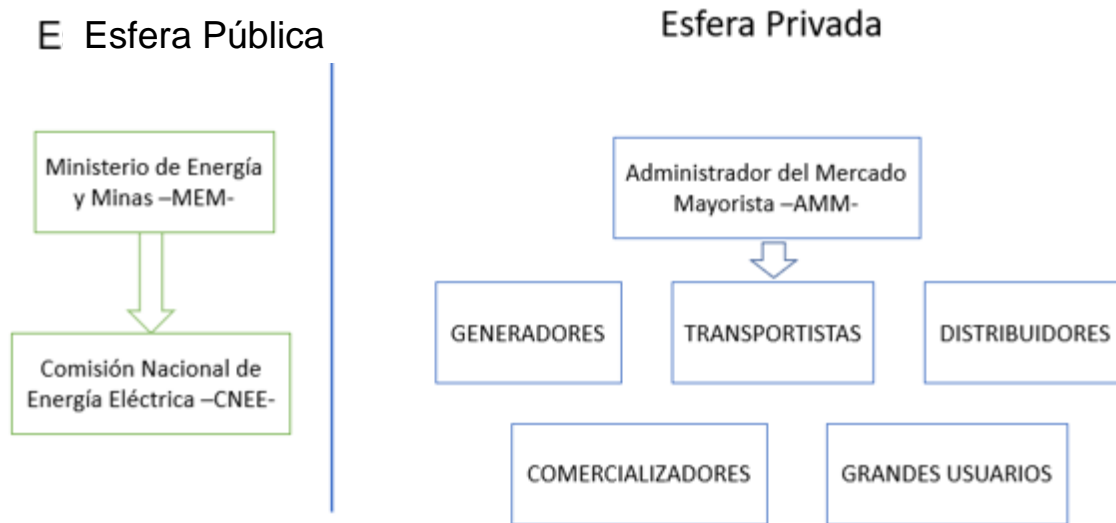 E Esfera Pública
Esfera Privada
Ministerio de Energía
y Minas –MEM-
Comisión Nacional de
Energía Eléctrica –CNEE-
Administrador del Mercado
Mayorista –AMM-
GENERADORES
TRANSPORTISTAS
DISTRIBUIDORES
COMERCIALIZADORES
GRANDES USUARIOS